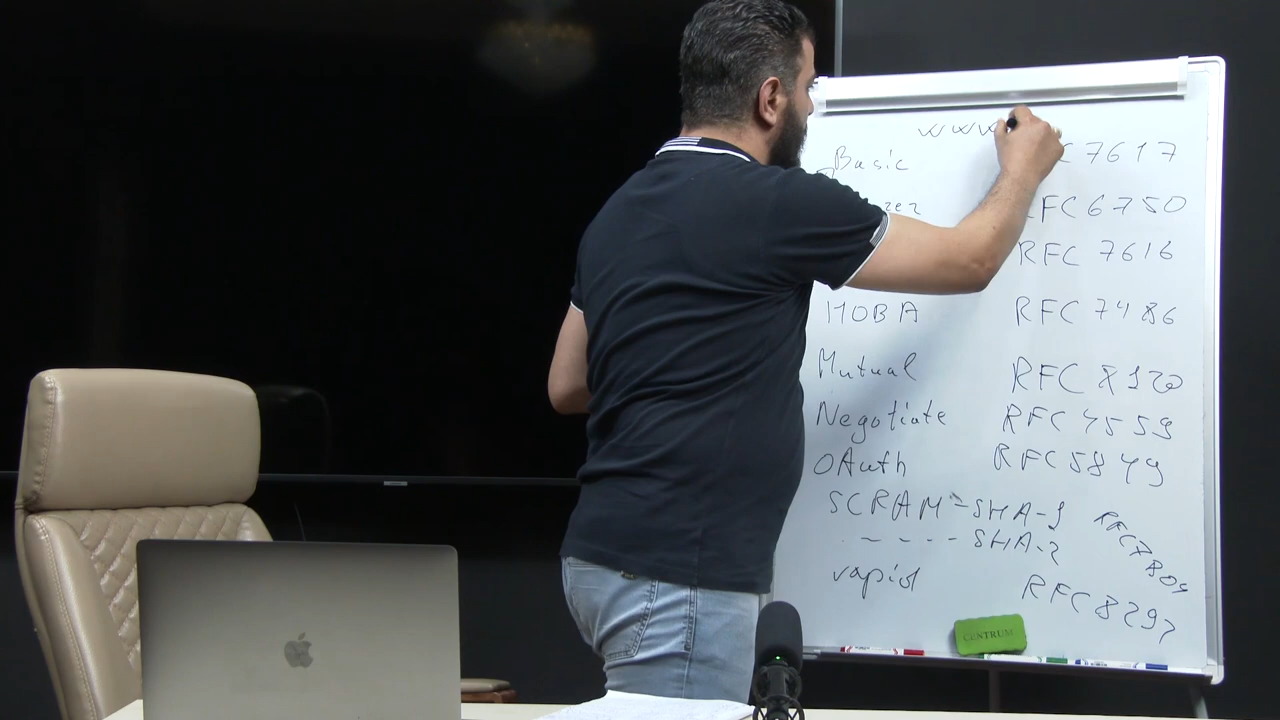 www
Basic C 7617
RFC 6750
RFC 7616
HOBA RFC 7486
Mutual RFC 8120
Negotiate RFC 4559
OAuth RFC 5849
SCRAM-SHA-1 RFC 7804
- - - - SHA-2
vapid RFC 8292
CENTRUM